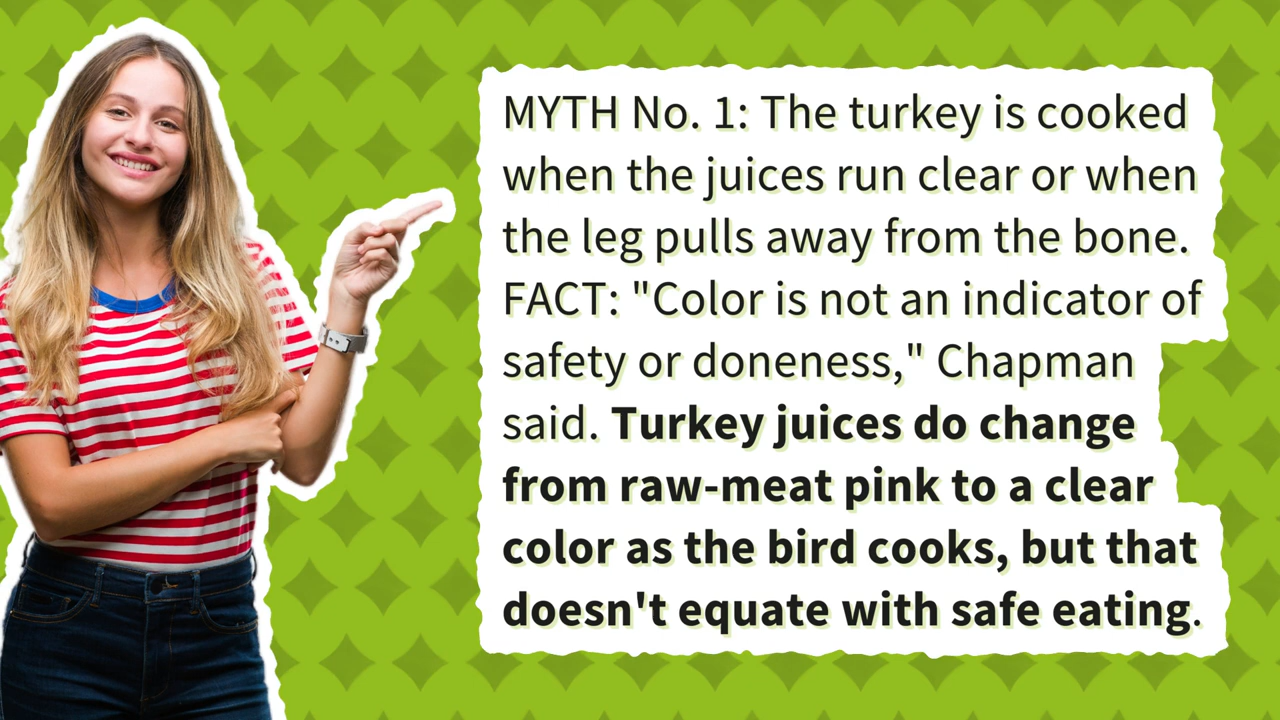 MYTH No. 1: The turkey is cooked
when the juices run clear or when
the leg pulls away from the bone.
FACT: "Color is not an indicator of
safety or doneness," Chapman
said. Turkey juices do change
from raw-meat pink to a clear
color as the bird cooks, but that
doesn't equate with safe eating.